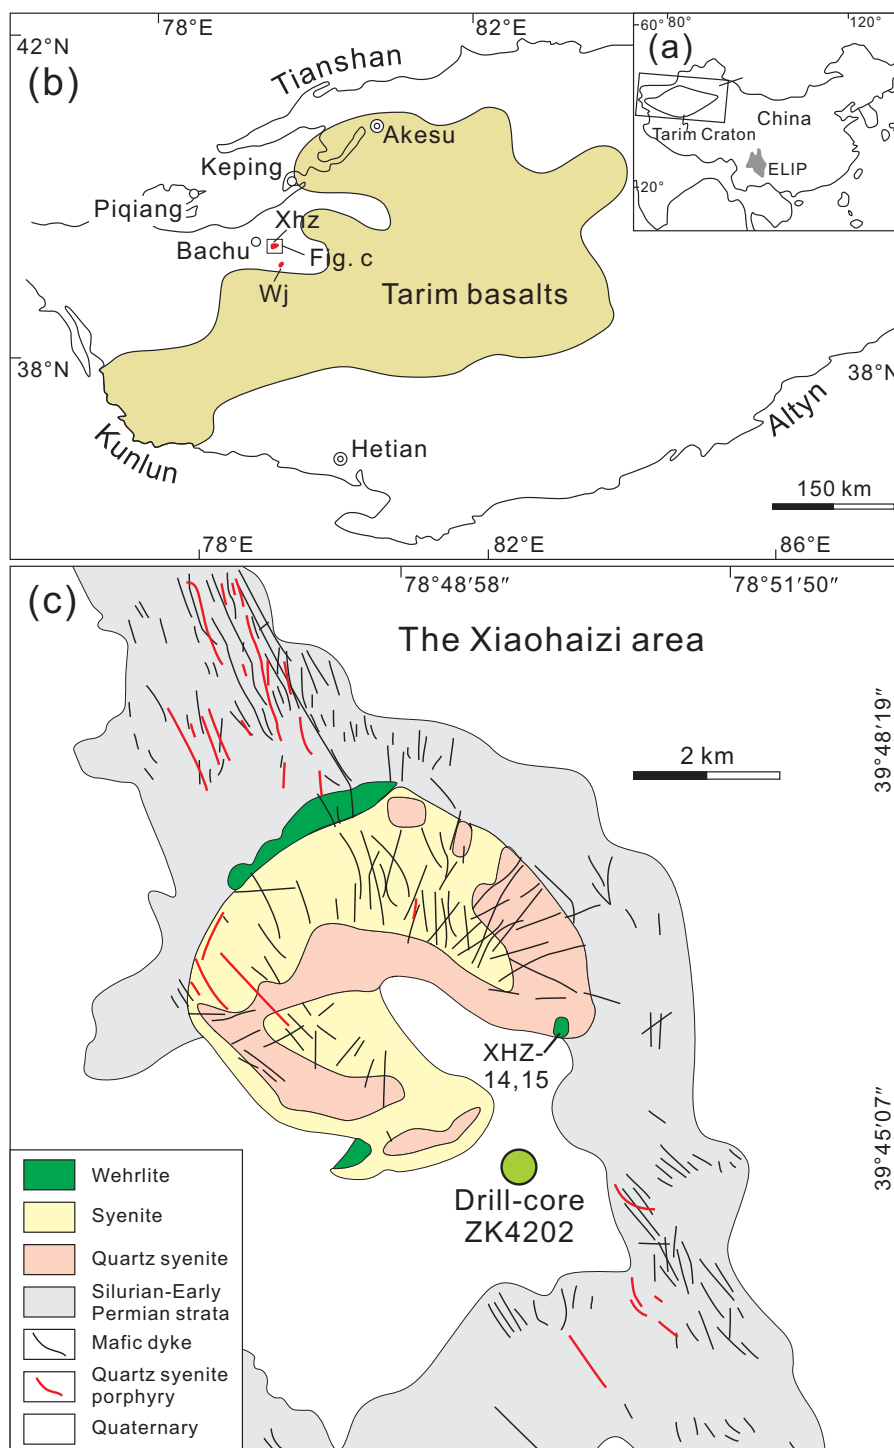 78°E
82°E
42°N
(b)
Tianshan
Akesu
Keping
Piqiang
Xhz
Bachu
Fig. c
Wj
Tarim basalts
38°N
38°N
Kunlun
Hetian
Altyn
150 km
78°E
82°E
86°E
60°
80°
120°
(a)
China
Tarim Craton
ELIP
20°
(c)
78°48′58″
78°51′50″
The Xiaohaizi area
39°48′19″
2 km
XHZ-
14,15
39°45′07″
Drill-core
ZK4202
Wehrlite
Syenite
Quartz syenite
Silurian-Early
Permian strata
Mafic dyke
Quartz syenite
porphyry
Quaternary